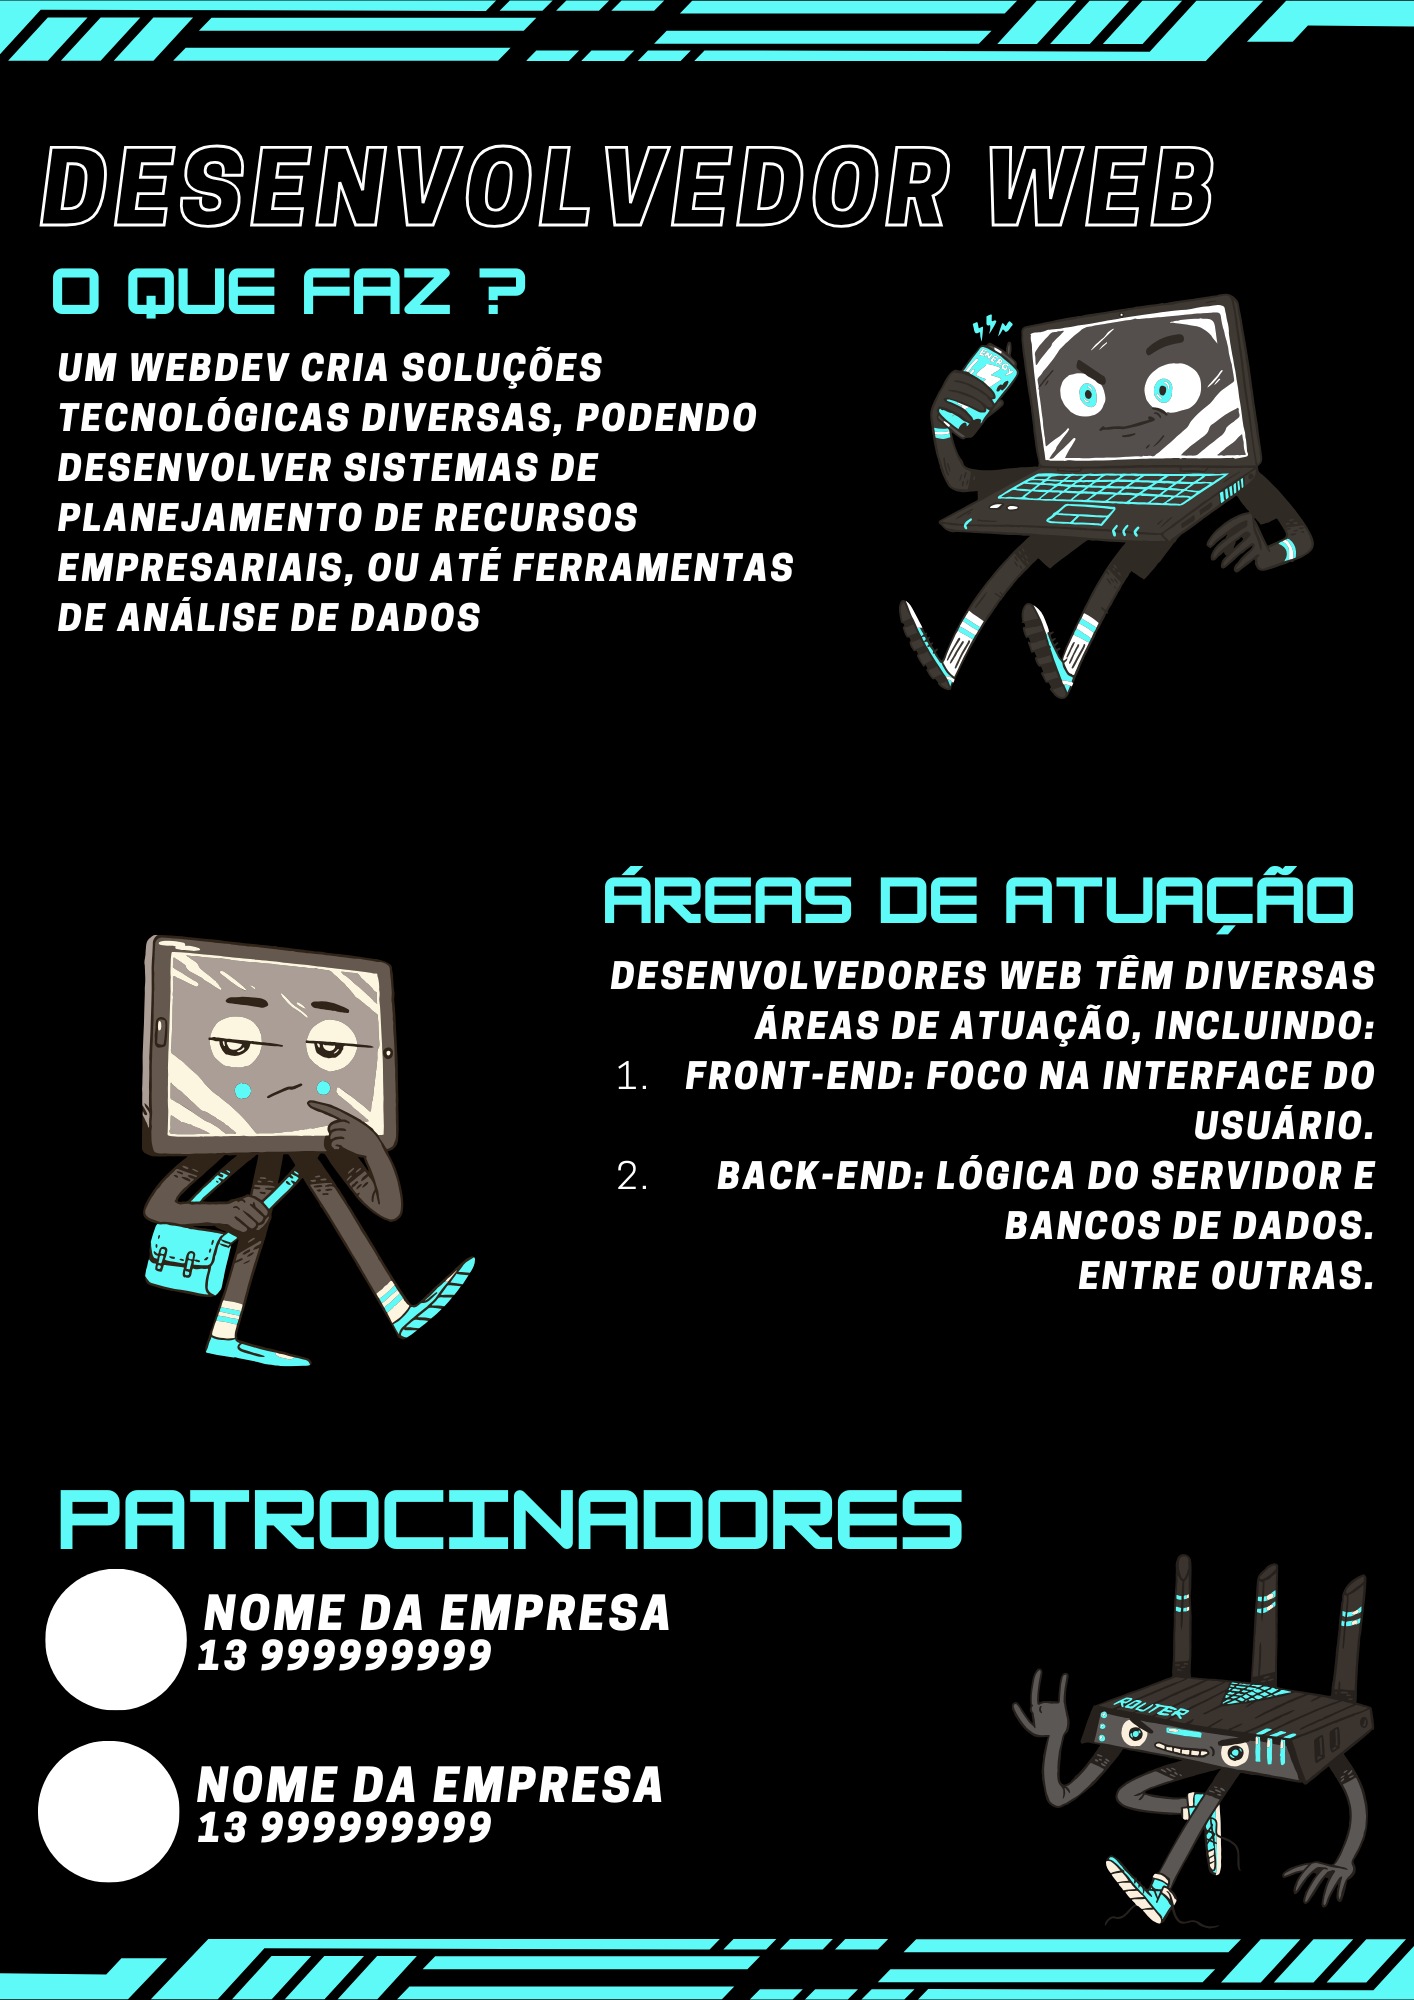 DESENVOLVEDOR WEB
O QUE FAZ ?
UM WEBDEV CRIA SOLUÇÕES
TECNOLÓGICAS DIVERSAS, PODENDO
DESENVOLVER SISTEMAS DE
PLANEJAMENTO DE RECURSOS
EMPRESARIAIS, OU ATÉ FERRAMENTAS
DE ANÁLISE DE DADOS
ENERGY
ÁREAS DE ATUAÇÃO
DESENVOLVEDORES WEB TÊM DIVERSAS
ÁREAS DE ATUAÇÃO, INCLUINDO:
1. FRONT-END: FOCO NA INTERFACE DO
USUÁRIO.
2. BACK-END: LÓGICA DO SERVIDOR E
BANCOS DE DADOS.
ENTRE OUTRAS.
PATROCINADORES
NOME DA EMPRESA
13 999999999
NOME DA EMPRESA
13 999999999
ROUTER